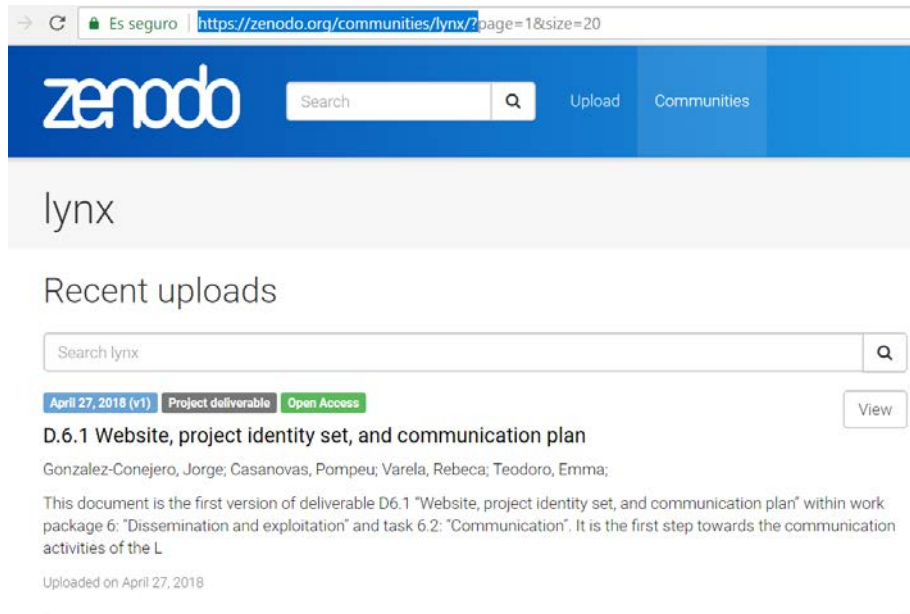 Es seguro https://zenodo.org/communities/lynx/?page=1&size=20
zenodo Search Upload Communities
lynx
Recent uploads
Search lynx
April 27, 2018 (v1) Project deliverable Open Access View
D.6.1 Website, project identity set, and communication plan
Gonzalez-Conejero, Jorge; Casanovas, Pompeu; Varela, Rebeca; Teodoro, Emma;
This document is the first version of deliverable D6.1 "Website, project identity set, and communication plan" within work
package 6: "Dissemination and exploitation" and task 6.2: "Communication". It is the first step towards the communication
activities of the L
Uploaded on April 27, 2018